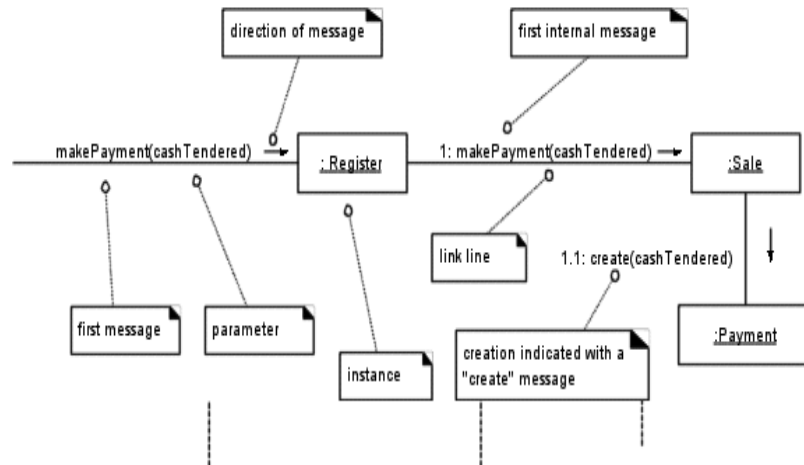 direction of message
first internal message
makePayment(cashTendered)
: Register
1: makePayment(cashTendered)
:Sale
link line
1.1: create(cashTendered)
first message
parameter
instance
creation indicated with a
"create" message
:Payment